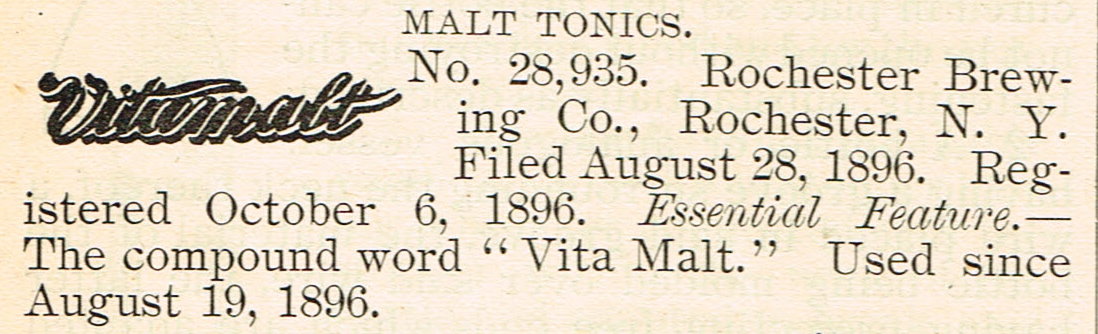 MALT TONICS.
Vitamalt
No. 28,935. Rochester Brew-
ing Co., Rochester, N. Y.
Filed August 28, 1896. Reg-
istered October 6, 1896. Essential Feature.—
The compound word “Vita Malt.” Used since
August 19, 1896.